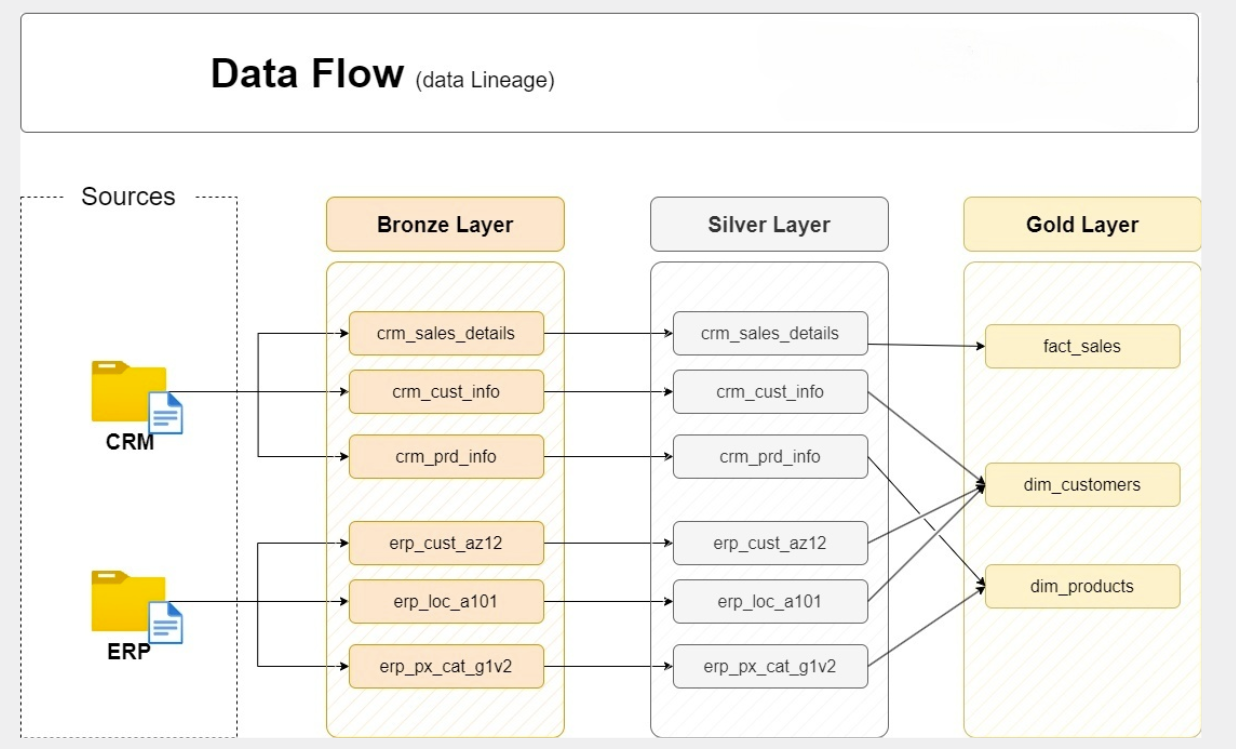 Data Flow (data Lineage)
Sources
Bronze Layer
Silver Layer
Gold Layer
CRM
crm_sales_details
crm_cust_info
crm_prd_info
ERP
erp_cust_az12
erp_loc_a101
erp_px_cat_g1v2
crm_sales_details
crm_cust_info
crm_prd_info
erp_cust_az12
erp_loc_a101
erp_px_cat_g1v2
fact_sales
dim_customers
dim_products